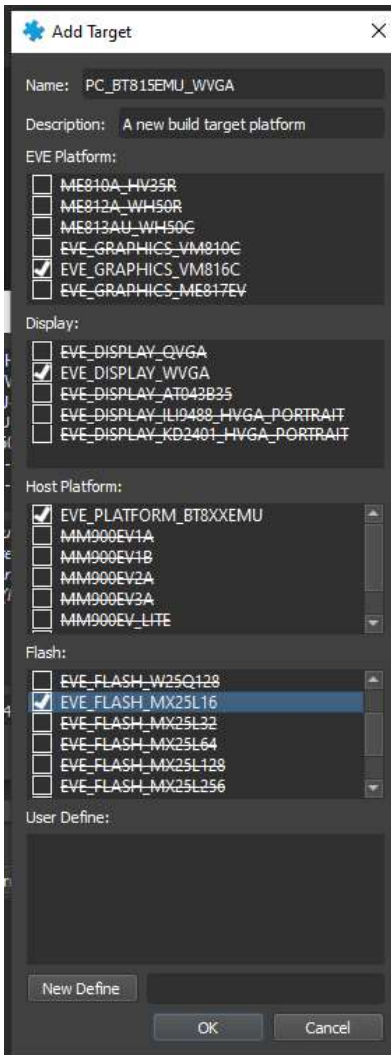 Add Target
Name: PC_BT815EMU_WVGA
Description: A new build target platform
EVE Platform:
ME810A_HV35R
ME812A_WH50R
ME813AU_WH50C
EVE_GRAPHICS_VM810C
EVE_GRAPHICS_VM816C
EVE_GRAPHICS_ME817EV
Display:
EVE_DISPLAY_QVGA
EVE_DISPLAY_WVGA
EVE_DISPLAY_AT043B35
EVE_DISPLAY_ILI9488_HVGA_PORTRAIT
EVE_DISPLAY_KD2401_HVGA_PORTRAIT
Host Platform:
EVE_PLATFORM_BT8XXEMU
MM900EV1A
MM900EV1B
MM900EV2A
MM900EV3A
MM900EV_LITE
Flash:
EVE_FLASH_W25Q128
EVE_FLASH_MX25L16
EVE_FLASH_MX25L32
EVE_FLASH_MX25L64
EVE_FLASH_MX25L128
EVE_FLASH_MX25L256
User Define:
New Define
OK Cancel